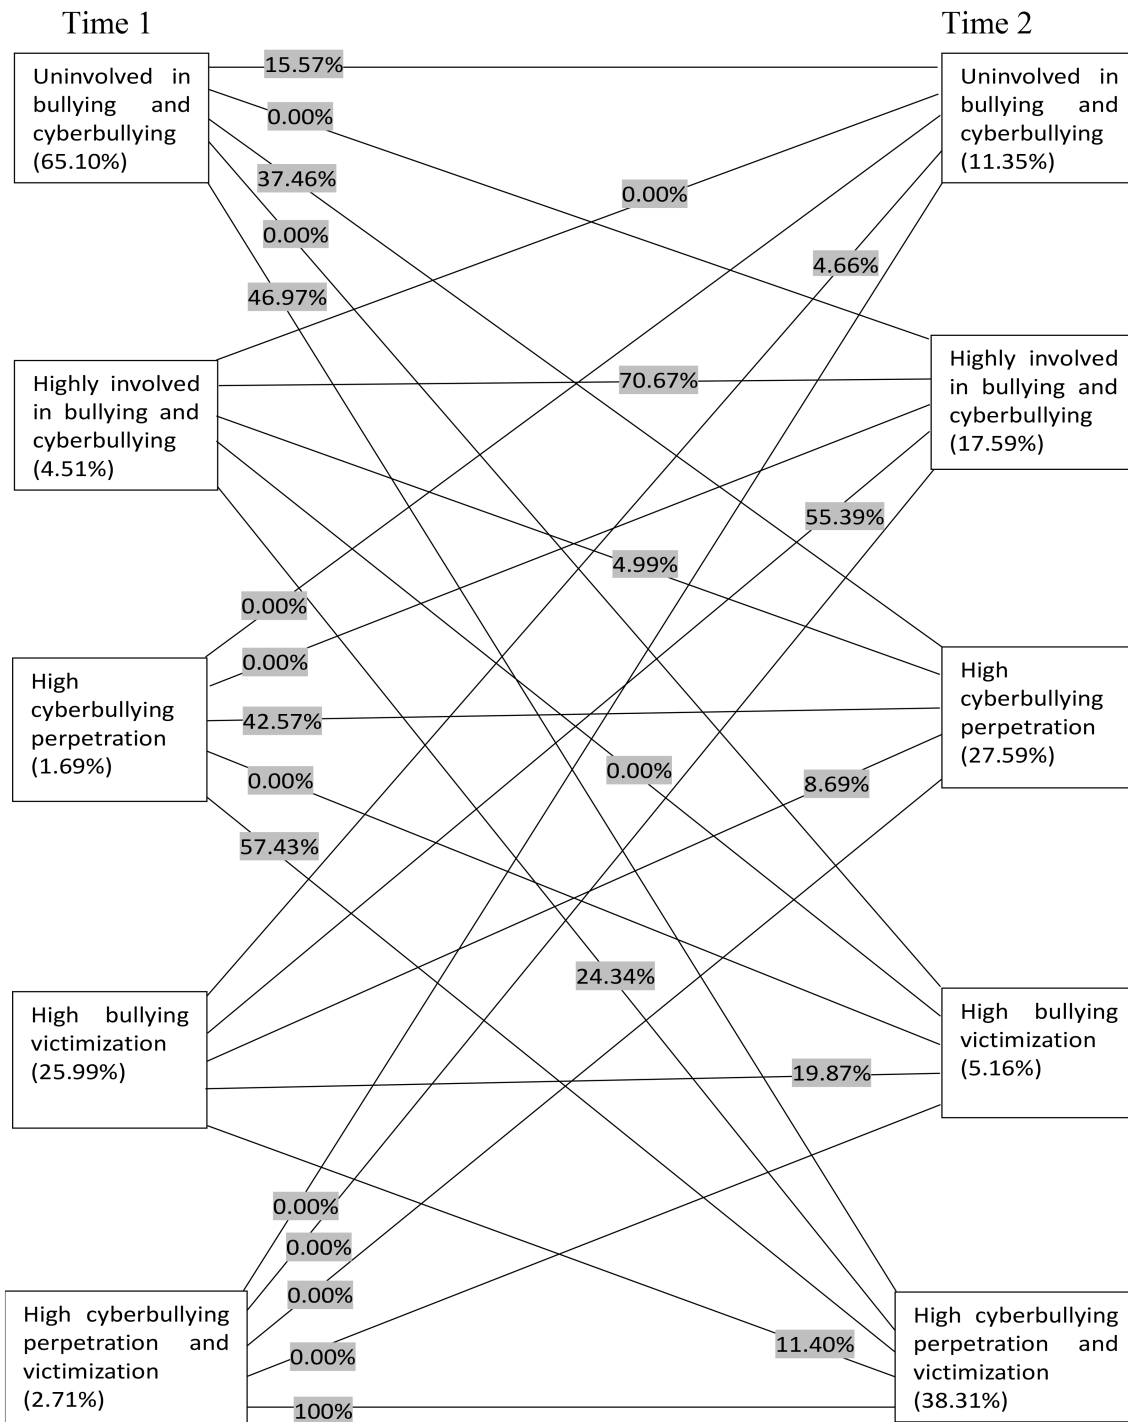 Time 1
Time 2
Uninvolved in
bullying and
cyberbullying
(65.10%)
15.57%
0.00%
37.46%
0.00%
46.97%
Uninvolved in
bullying and
cyberbullying
(11.35%)
0.00%
4.66%
Highly involved
in bullying and
cyberbullying
(4.51%)
70.67%
Highly involved
in bullying and
cyberbullying
(17.59%)
55.39%
4.99%
0.00%
0.00%
High
cyberbullying
perpetration
(1.69%)
42.57%
0.00%
57.43%
High
cyberbullying
perpetration
(27.59%)
0.00%
8.69%
24.34%
High bullying
victimization
(25.99%)
19.87%
High bullying
victimization
(5.16%)
0.00%
0.00%
0.00%
0.00%
100%
High cyberbullying
perpetration and
victimization
(2.71%)
11.40%
High cyberbullying
perpetration and
victimization
(38.31%)